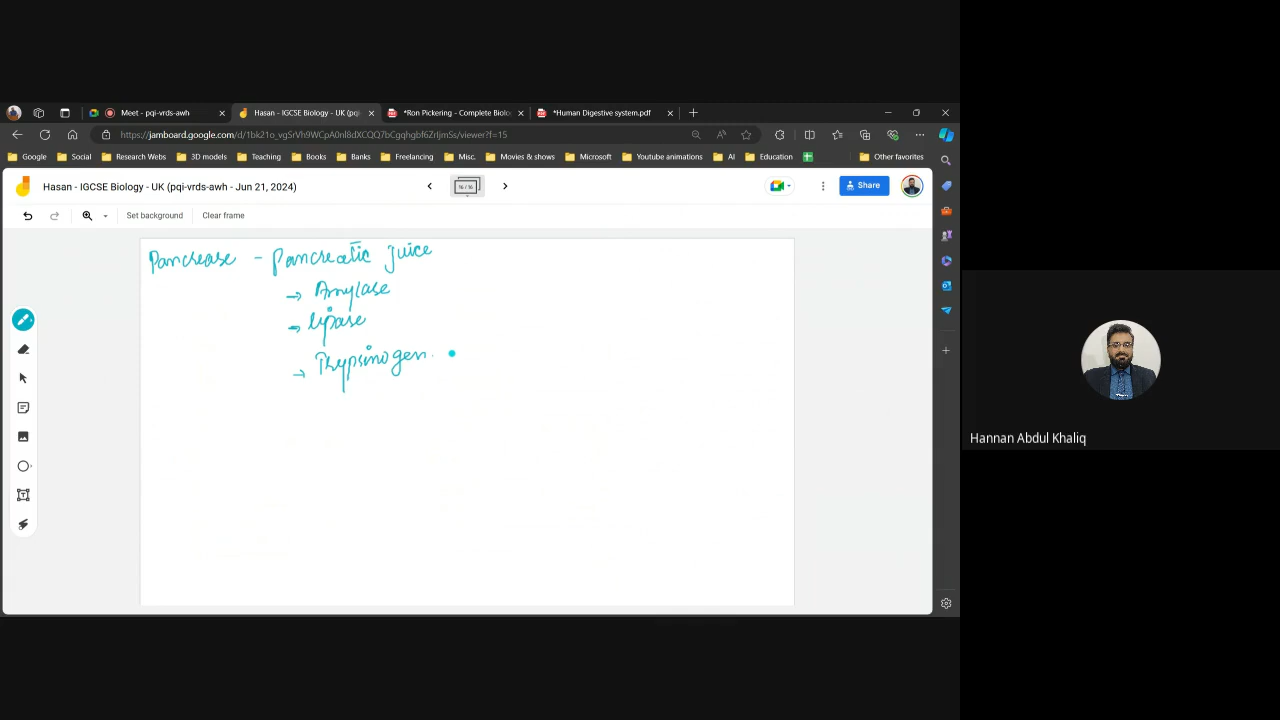 Meet - pqi-vrds-awh
Hasan - IGCSE Biology - UK (pqi
*Ron Pickering - Complete Biolo
*Human Digestive system.pdf
https://jamboard.google.com/d/1bk21o_vgSrVh9WCpA0nl8dXCQQ7bCgqhgbf6ZrIjmSs/viewer?f=15
Google Social Research Webs 3D models Teaching Books Banks Freelancing Misc. Movies & shows Microsoft Youtube animations AI Education Other favorites
Hasan - IGCSE Biology - UK (pqi-vrds-awh - Jun 21, 2024)
16 / 16
Share
Set background Clear frame
Pancrease - Pancreatic juice
→ Amylase
→ lipase
→ Trypsinogen.
Hannan Abdul Khaliq